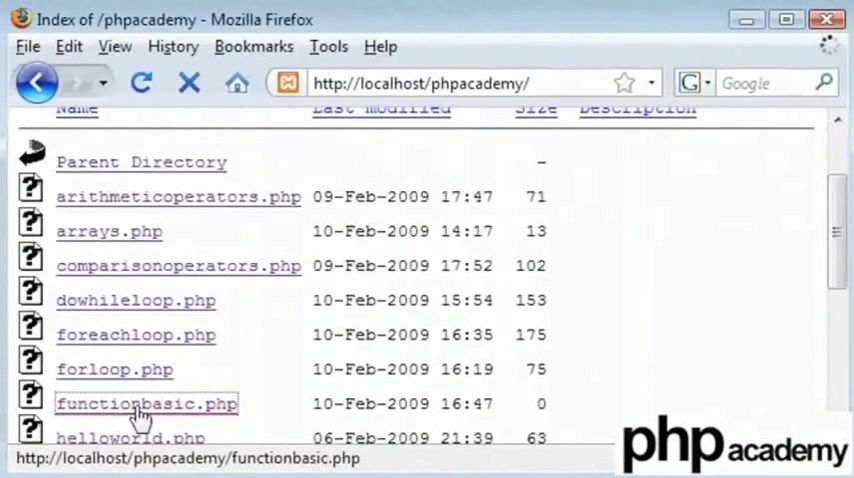 Index of /phpacademy - Mozilla Firefox
File Edit View History Bookmarks Tools Help
http://localhost/phpacademy/ Google
Name Last modified Size Description
Parent Directory -
arithmeticoperators.php 09-Feb-2009 17:47 71
arrays.php 10-Feb-2009 14:17 13
comparisonoperators.php 09-Feb-2009 17:52 102
dowhileloop.php 10-Feb-2009 15:54 153
foreachloop.php 10-Feb-2009 16:35 175
forloop.php 10-Feb-2009 16:19 75
functionbasic.php 10-Feb-2009 16:47 0
helloworld.php 06-Feb-2009 21:39 63
http://localhost/phpacademy/functionbasic.php
php academy